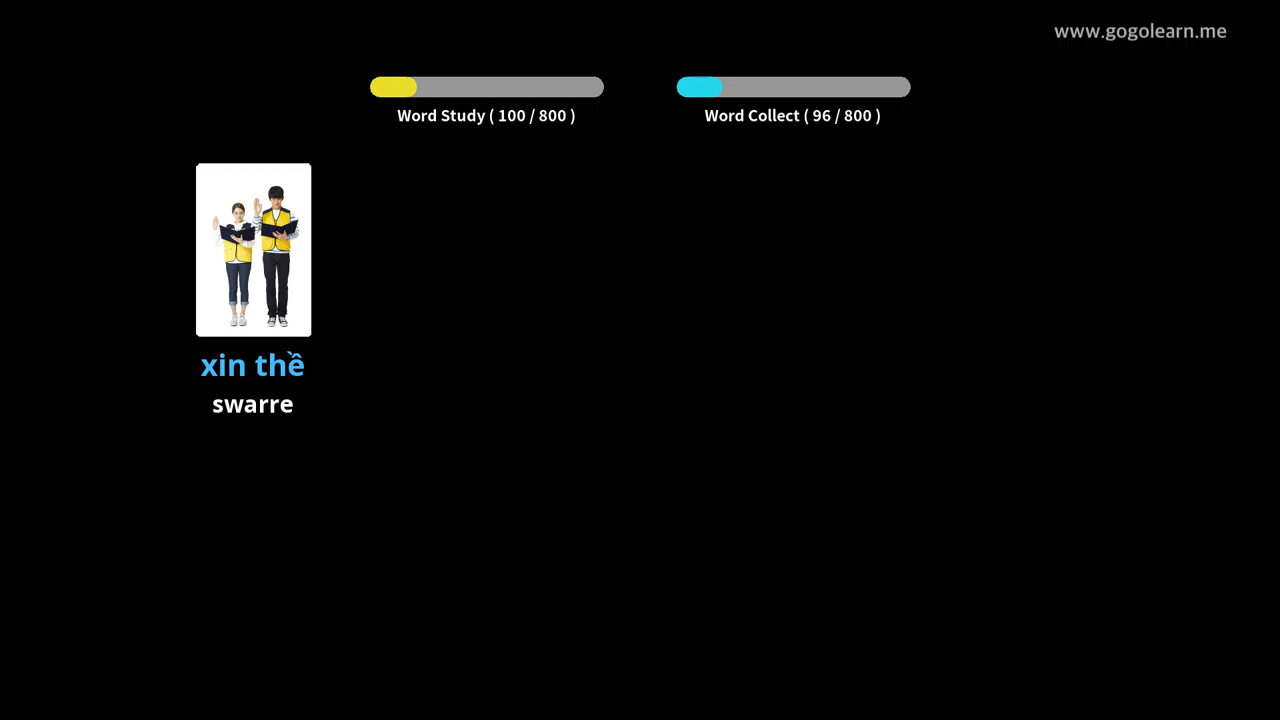 www.gogolearn.me
Word Study ( 100 / 800 )
Word Collect ( 96 / 800 )
xin thề
swarre